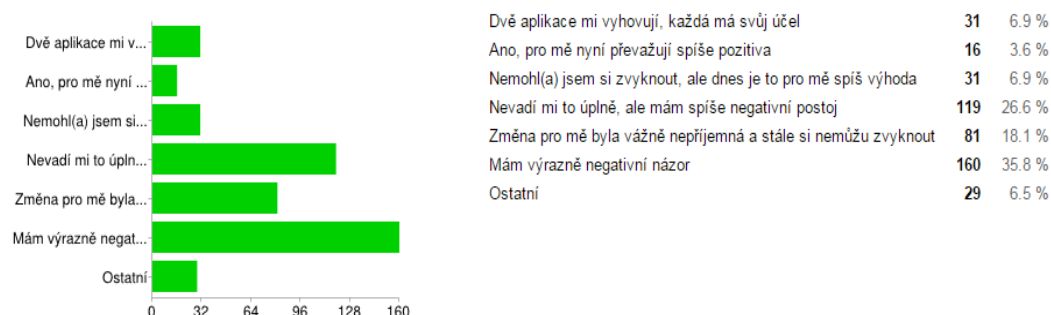 Dvě aplikace mi v...
Ano, pro mě nyní ...
Nemohl(a) jsem si...
Nevadí mi to úpln...
Změna pro mě byla...
Mám výrazně negat...
Ostatní
0 32 64 96 128 160
Dvě aplikace mi vyhovují, každá má svůj účel 31 6.9 %
Ano, pro mě nyní převažují spíše pozitiva 16 3.6 %
Nemohl(a) jsem si zvyknout, ale dnes je to pro mě spíš výhoda 31 6.9 %
Nevadí mi to úplně, ale mám spíše negativní postoj 119 26.6 %
Změna pro mě byla vážně nepříjemná a stále si nemůžu zvyknout 81 18.1 %
Mám výrazně negativní názor 160 35.8 %
Ostatní 29 6.5 %